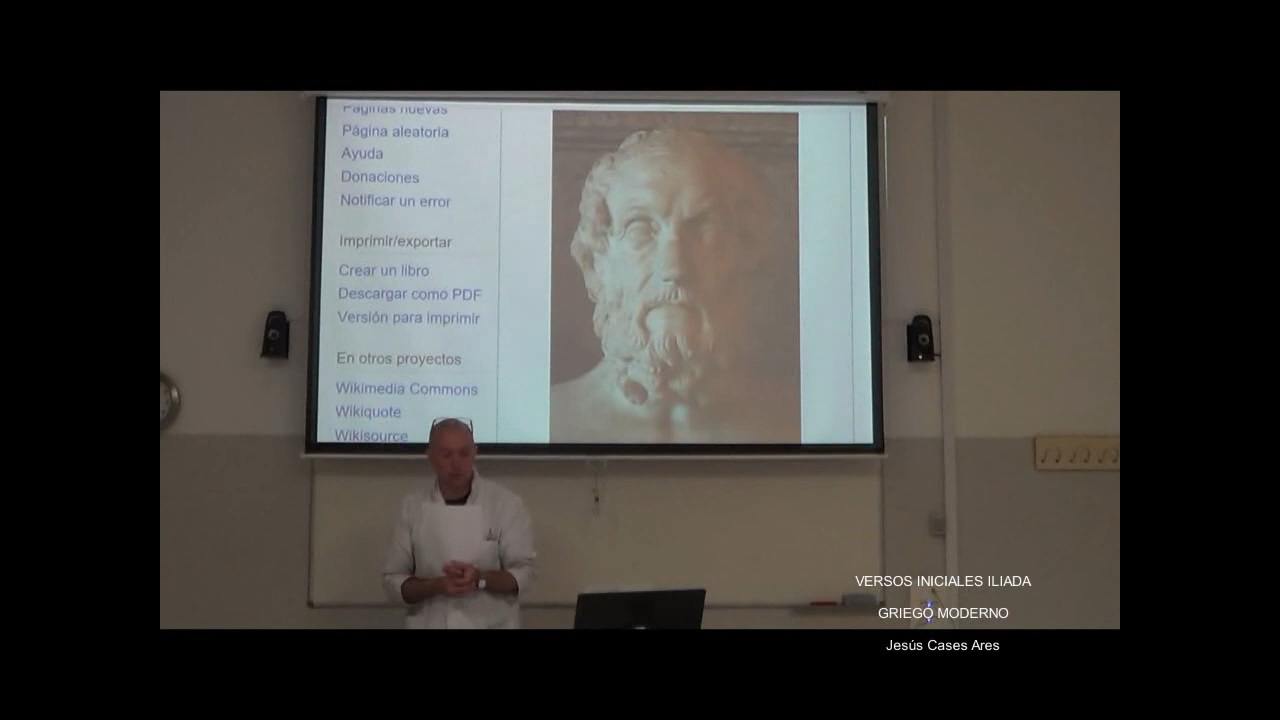 Páginas nuevas
Página aleatoria
Ayuda
Donaciones
Notificar un error
Imprimir/exportar
Crear un libro
Descargar como PDF
Versión para imprimir
En otros proyectos
Wikimedia Commons
Wikiquote
Wikisource
VERSOS INICIALES ILIADA
GRIEGO MODERNO
Jesús Cases Ares